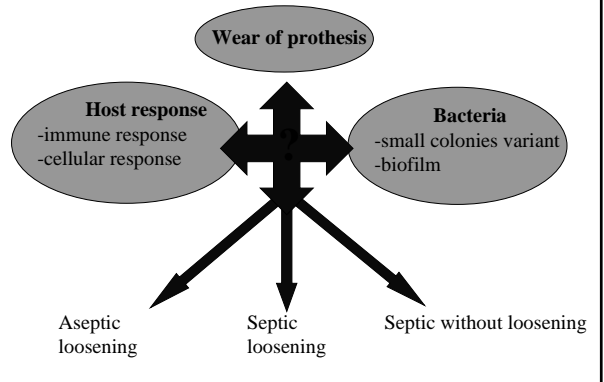 Wear of prothesis
Host response
-immune response
-cellular response
?
Bacteria
-small colonies variant
-biofilm
Aseptic
loosening
Septic
loosening
Septic without loosening